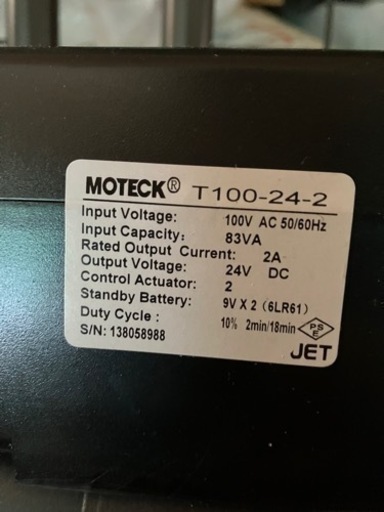 MOTECK® T100-24-2
Input Voltage: 100V AC 50/60Hz
Input Capacity: 83VA
Rated Output Current: 2A
Output Voltage: 24V DC
Control Actuator: 2
Standby Battery: 9V X 2 (6LR61)
Duty Cycle : 10% 2min/18min
S/N: 138058988
PSE
JET